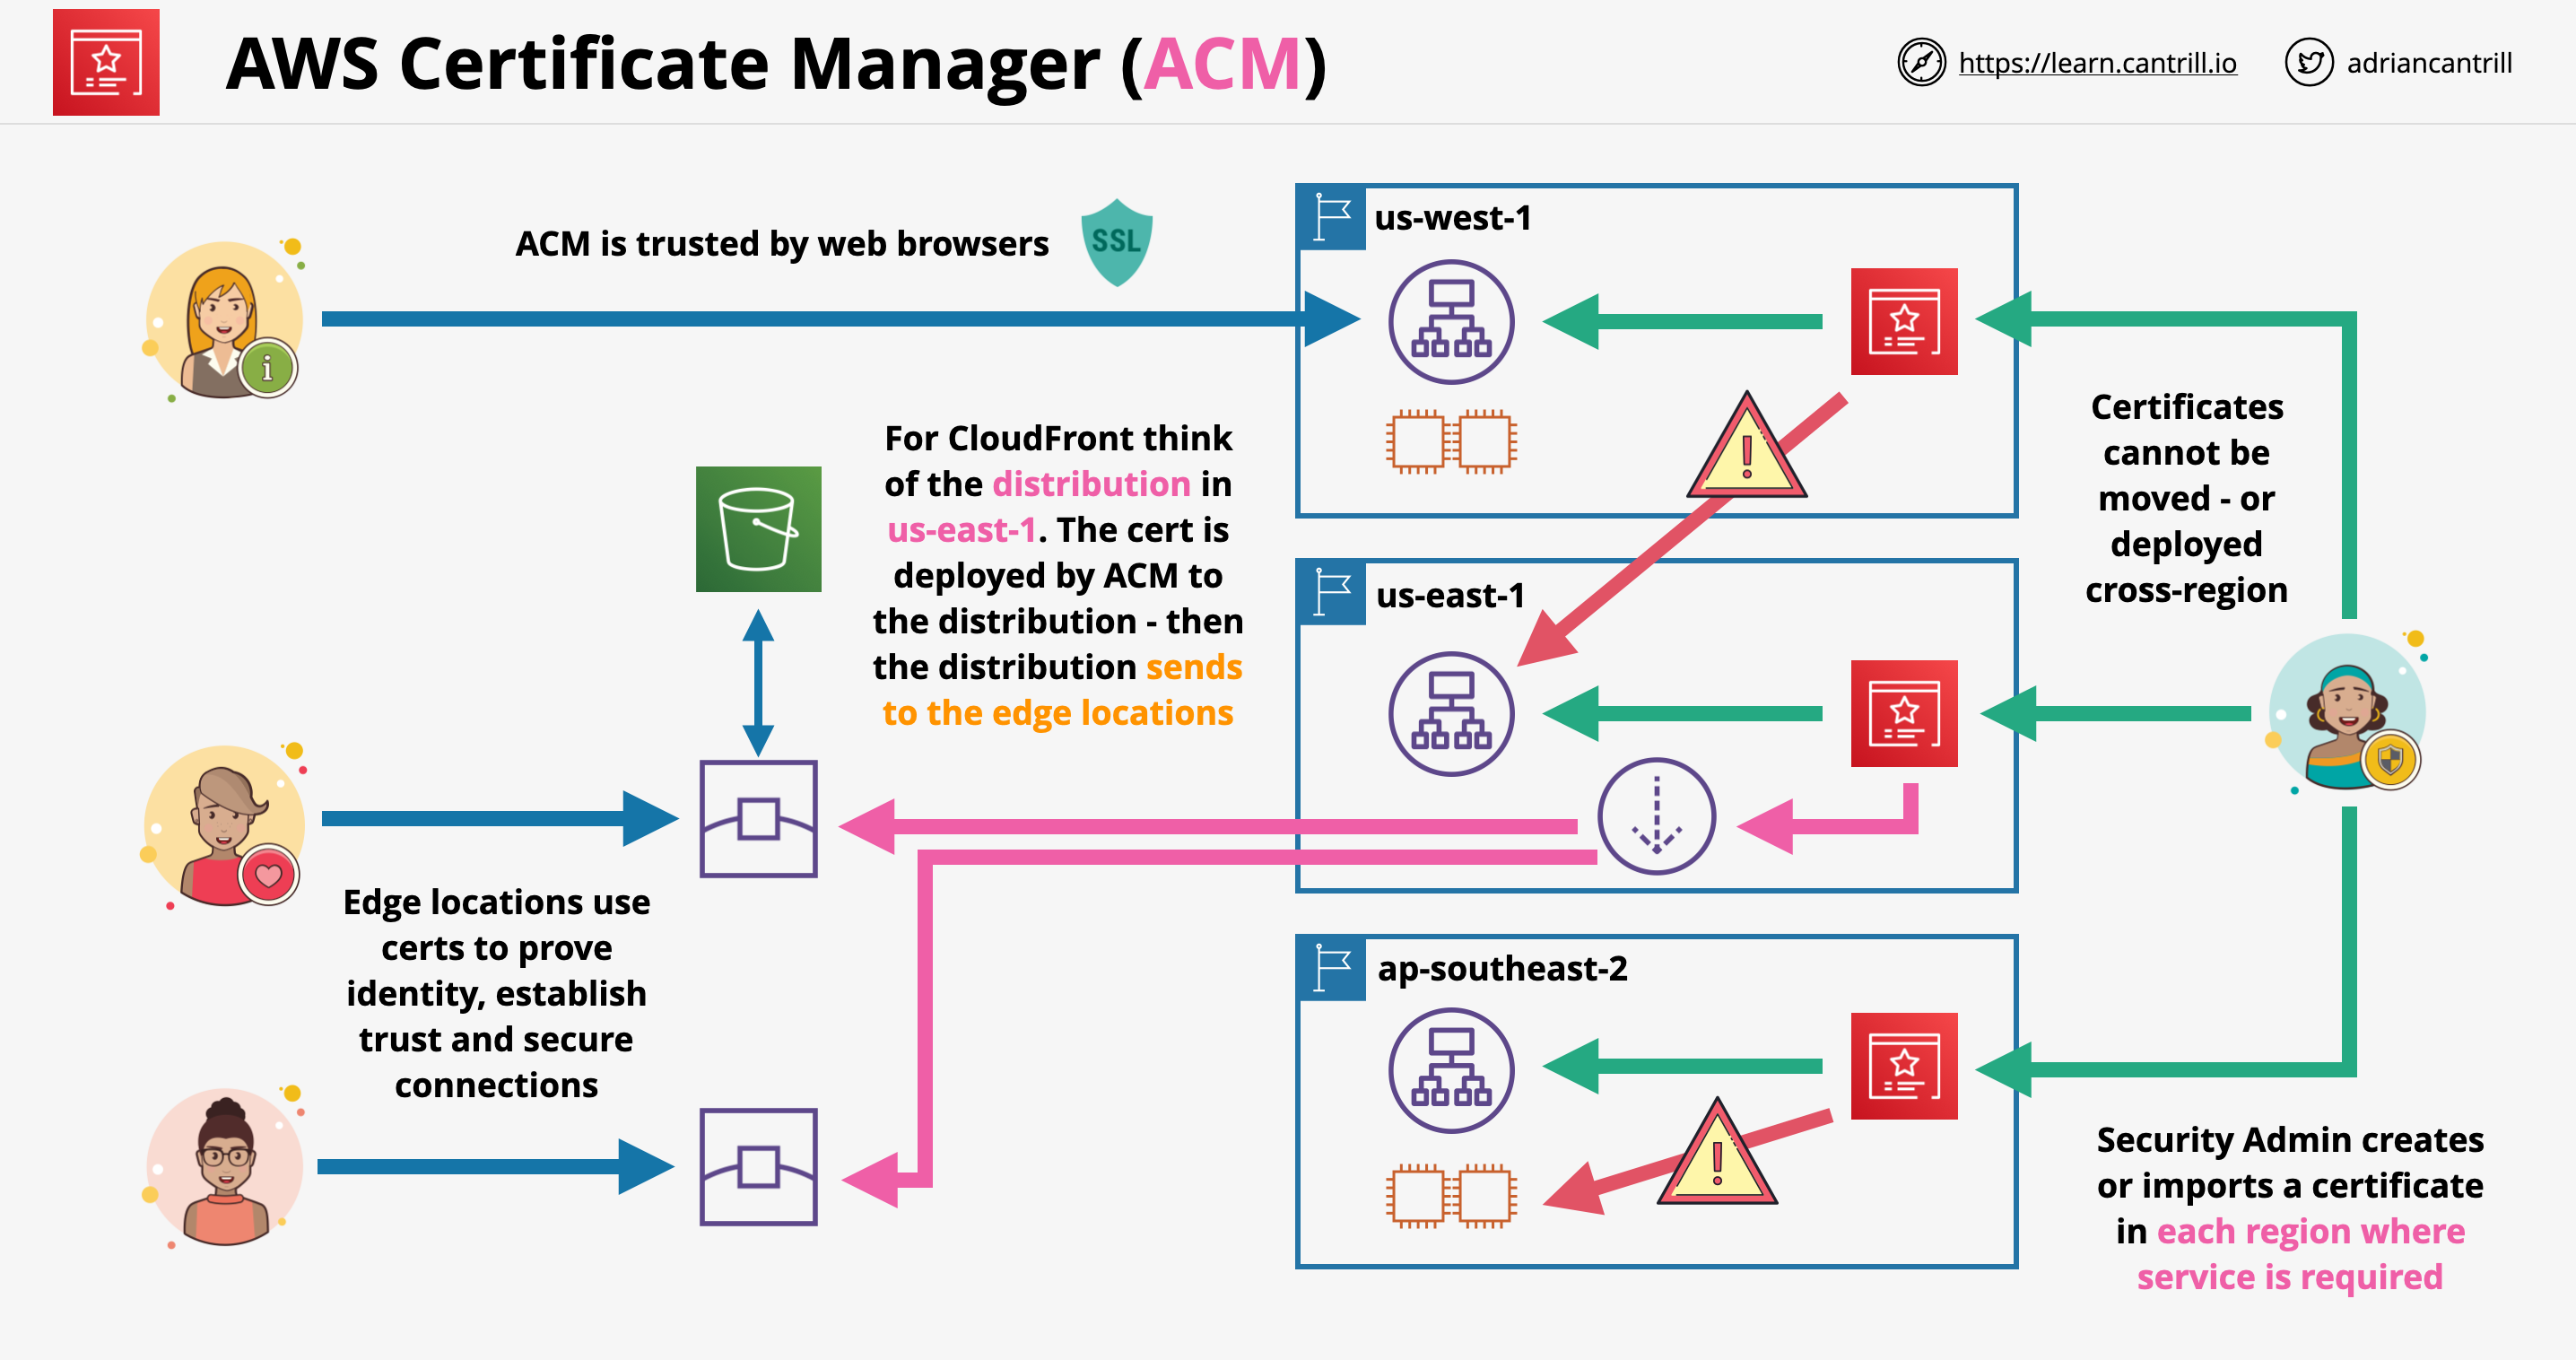 AWS Certificate Manager (ACM)
https://learn.cantrill.io
adriancantrill
ACM is trusted by web browsers
SSL
us-west-1
For CloudFront think
of the distribution in
us-east-1. The cert is
deployed by ACM to
the distribution - then
the distribution sends
to the edge locations
Certificates
cannot be
moved - or
deployed
cross-region
us-east-1
Edge locations use
certs to prove
identity, establish
trust and secure
connections
ap-southeast-2
Security Admin creates
or imports a certificate
in each region where
service is required